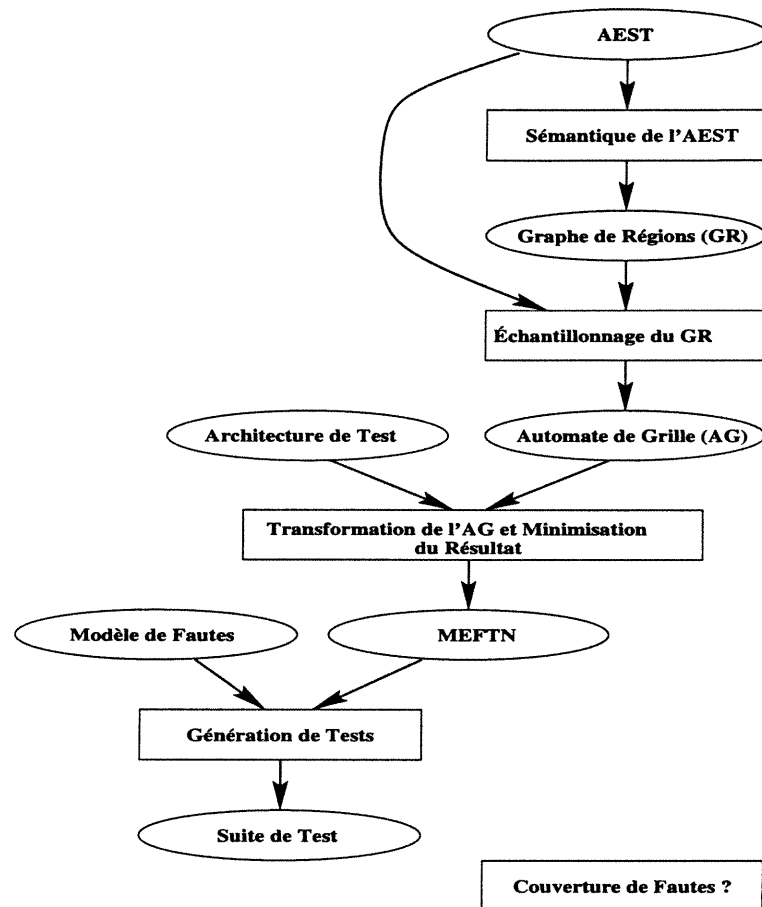 AEST
Sémantique de l'AEST
Graphe de Régions (GR)
Échantillonnage du GR
Architecture de Test
Automate de Grille (AG)
Transformation de l'AG et Minimisation
du Résultat
Modèle de Fautes
MEFTN
Génération de Tests
Suite de Test
Couverture de Fautes ?